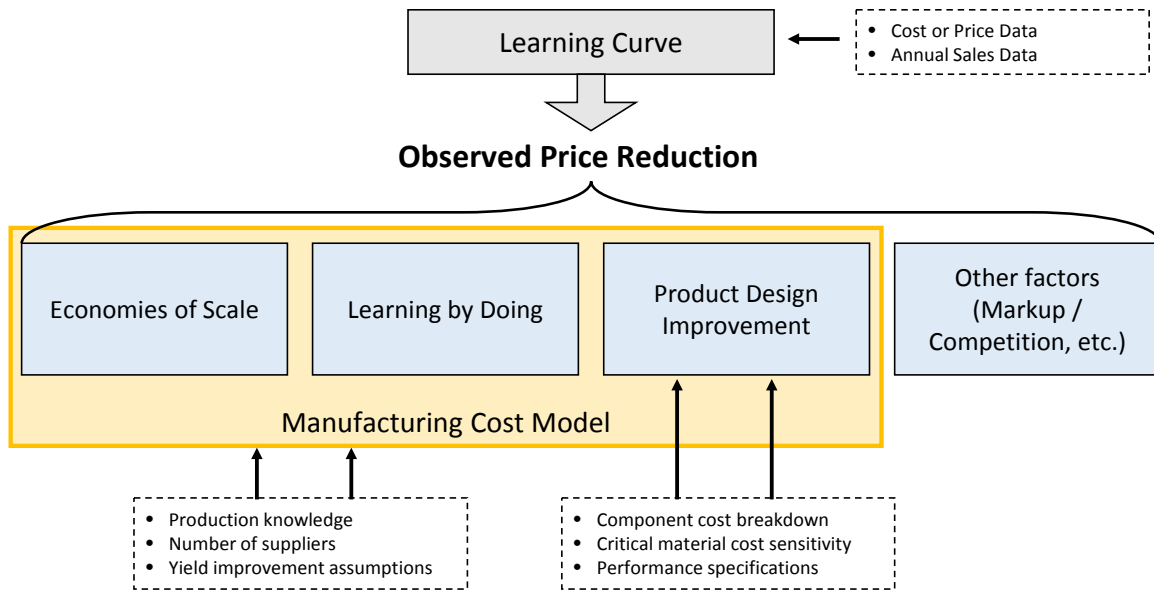 Learning Curve
• Cost or Price Data
• Annual Sales Data
Observed Price Reduction
Economies of Scale
Learning by Doing
Product Design
Improvement
Other factors
(Markup /
Competition, etc.)
Manufacturing Cost Model
• Production knowledge
• Number of suppliers
• Yield improvement assumptions
• Component cost breakdown
• Critical material cost sensitivity
• Performance specifications